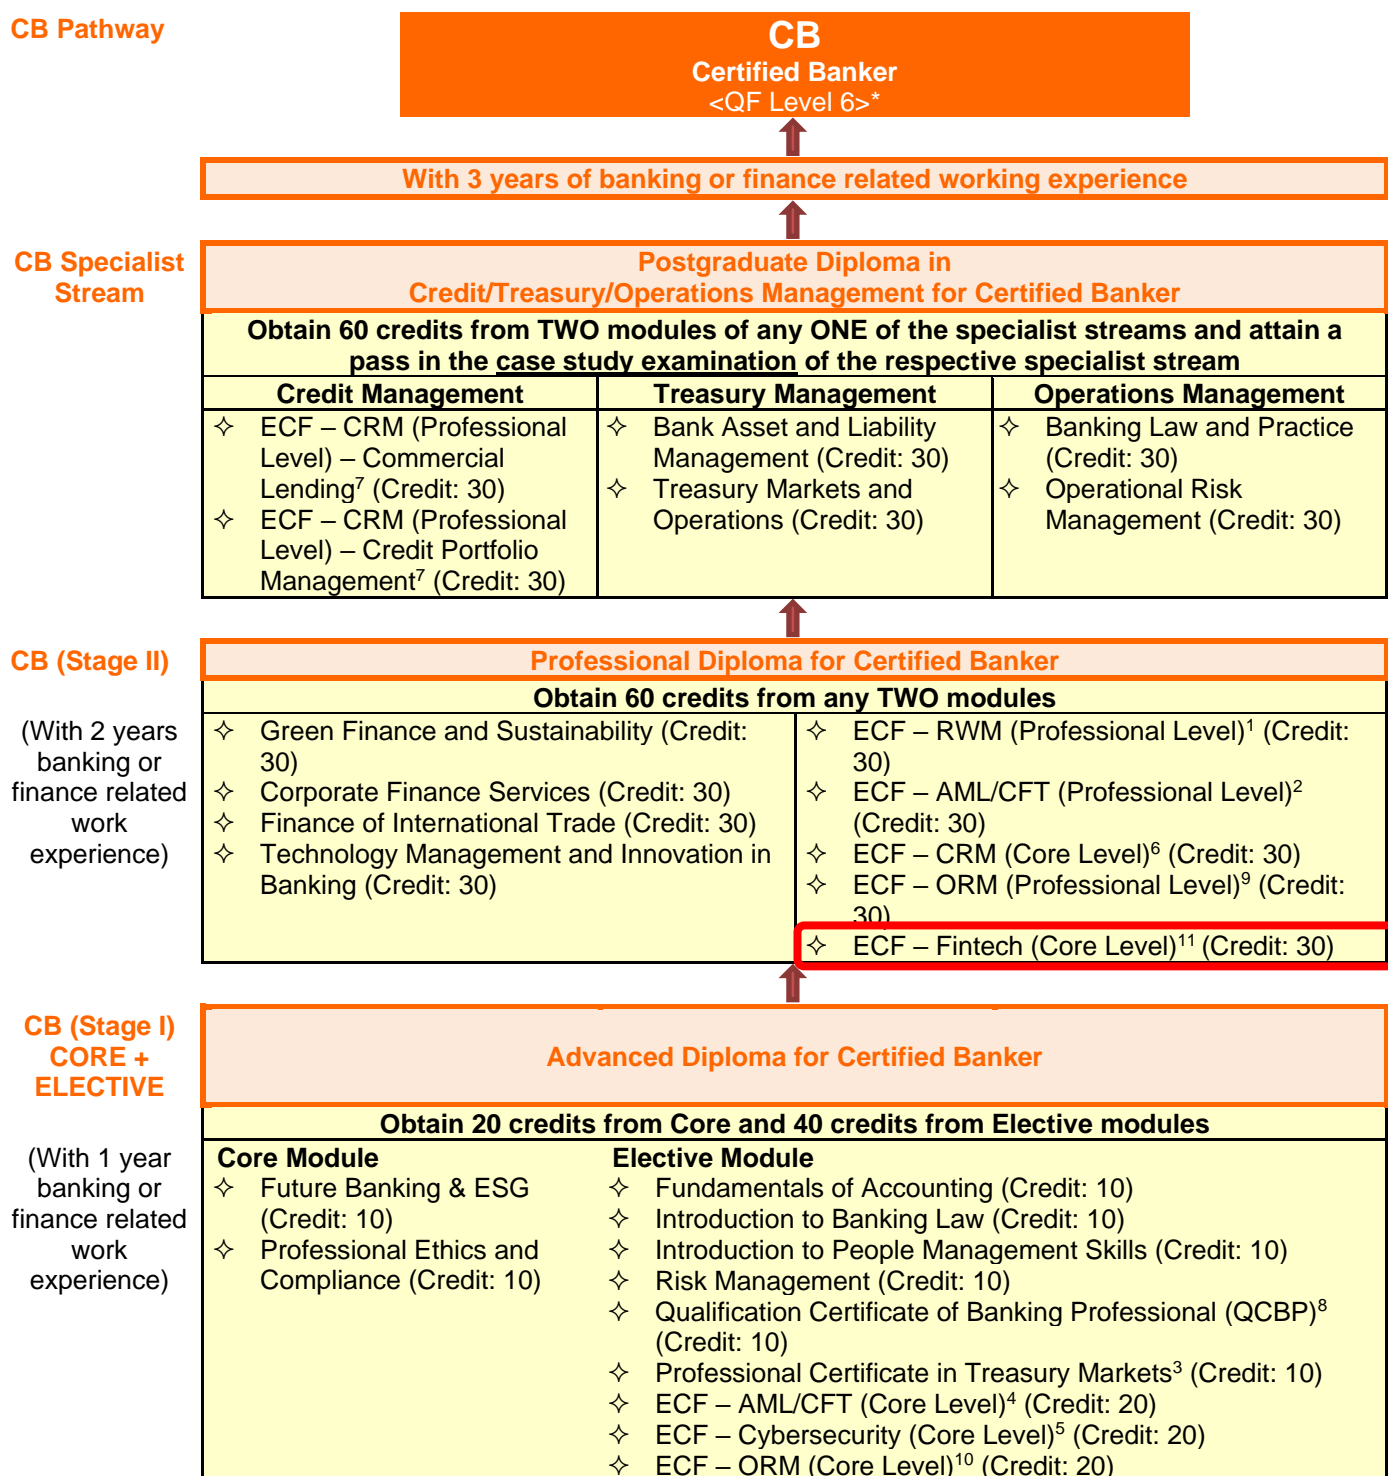 CB Pathway
CB
Certified Banker
<QF Level 6>*
With 3 years of banking or finance related working experience
CB Specialist
Stream
Postgraduate Diploma in
Credit/Treasury/Operations Management for Certified Banker
Obtain 60 credits from TWO modules of any ONE of the specialist streams and attain a
pass in the case study examination of the respective specialist stream
Credit Management
✧ ECF – CRM (Professional
Level) – Commercial
Lending⁷ (Credit: 30)
✧ ECF – CRM (Professional
Level) – Credit Portfolio
Management⁷ (Credit: 30)
Treasury Management
✧ Bank Asset and Liability
Management (Credit: 30)
✧ Treasury Markets and
Operations (Credit: 30)
Operations Management
✧ Banking Law and Practice
(Credit: 30)
✧ Operational Risk
Management (Credit: 30)
CB (Stage II)
(With 2 years
banking or
finance related
work
experience)
Professional Diploma for Certified Banker
Obtain 60 credits from any TWO modules
✧ Green Finance and Sustainability (Credit:
30)
✧ Corporate Finance Services (Credit: 30)
✧ Finance of International Trade (Credit: 30)
✧ Technology Management and Innovation in
Banking (Credit: 30)
✧ ECF – RWM (Professional Level)¹ (Credit:
30)
✧ ECF – AML/CFT (Professional Level)²
(Credit: 30)
✧ ECF – CRM (Core Level)⁶ (Credit: 30)
✧ ECF – ORM (Professional Level)⁹ (Credit:
30)
✧ ECF – Fintech (Core Level)¹¹ (Credit: 30)
CB (Stage I)
CORE +
ELECTIVE
(With 1 year
banking or
finance related
work
experience)
Advanced Diploma for Certified Banker
Obtain 20 credits from Core and 40 credits from Elective modules
Core Module
✧ Future Banking & ESG
(Credit: 10)
✧ Professional Ethics and
Compliance (Credit: 10)
Elective Module
✧ Fundamentals of Accounting (Credit: 10)
✧ Introduction to Banking Law (Credit: 10)
✧ Introduction to People Management Skills (Credit: 10)
✧ Risk Management (Credit: 10)
✧ Qualification Certificate of Banking Professional (QCBP)⁸
(Credit: 10)
✧ Professional Certificate in Treasury Markets³ (Credit: 10)
✧ ECF – AML/CFT (Core Level)⁴ (Credit: 20)
✧ ECF – Cybersecurity (Core Level)⁵ (Credit: 20)
✧ ECF – ORM (Core Level)¹⁰ (Credit: 20)